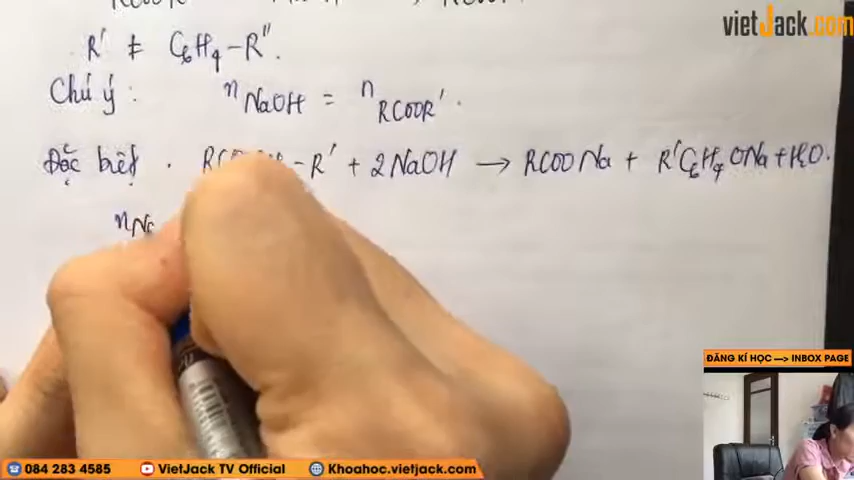 vietJack.com
R' ≠ C6H4-R''.
Chú ý: nNaOH = nRCOOR'.
Đặc biệt. -R' + 2NaOH → RCOONa + R'C6H4ONa + H2O.
nNa
ĐĂNG KÍ HỌC —> INBOX PAGE
084 283 4585 VietJack TV Official Khoahoc.vietjack.com